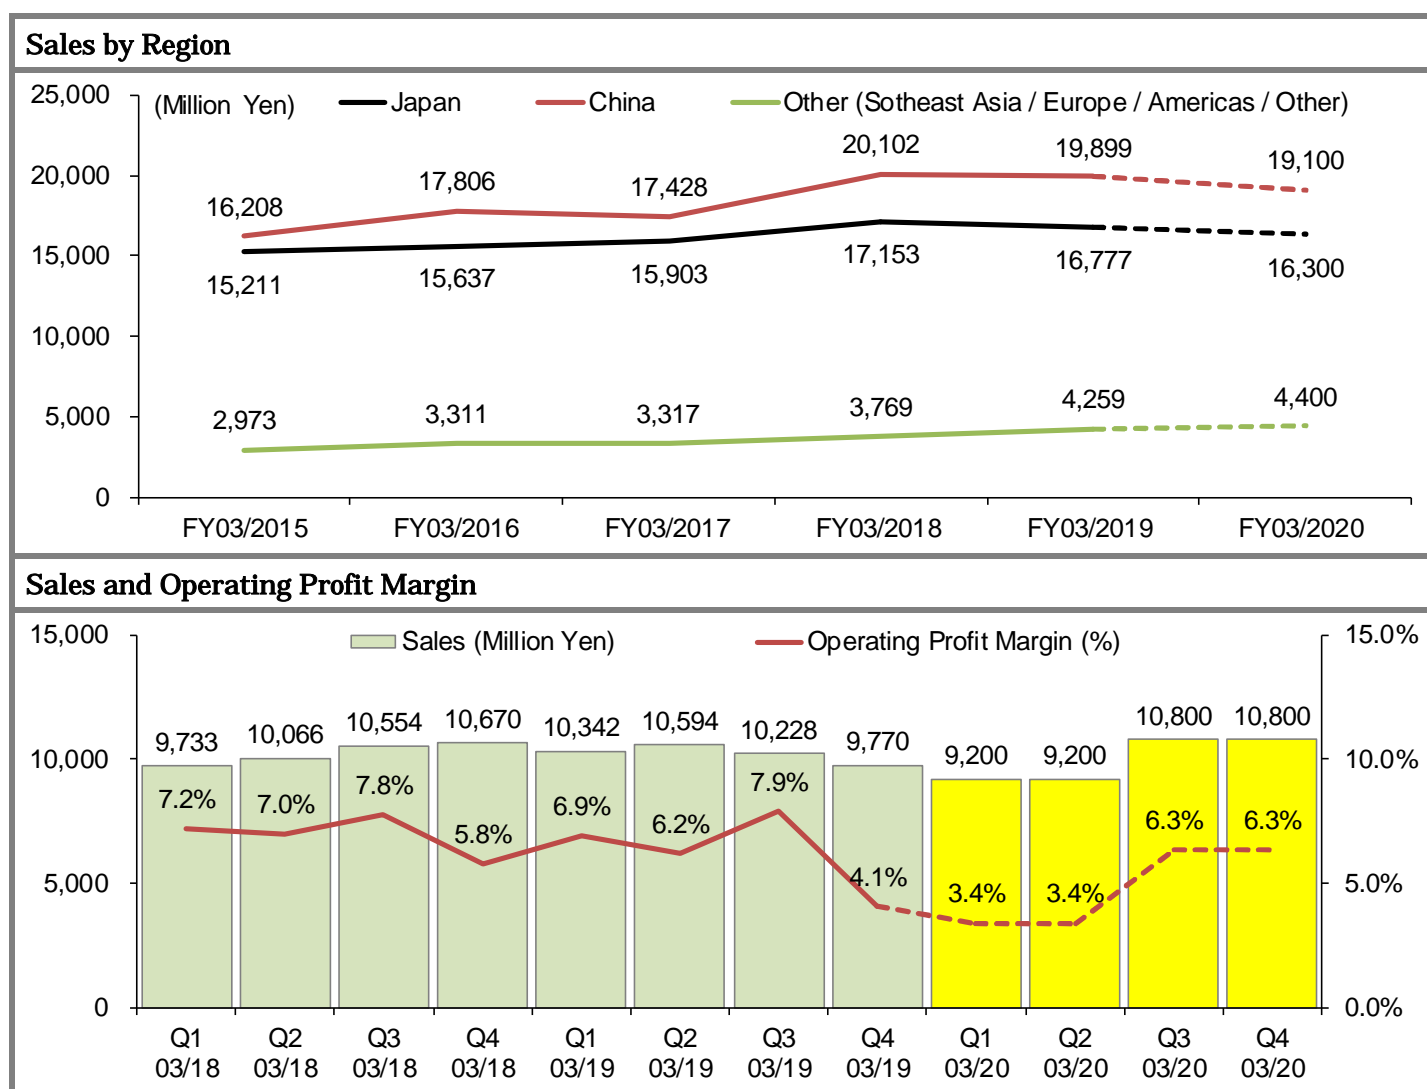 Sales by Region
25,000
(Million Yen)
Japan
China
Other (Sotheast Asia / Europe / Americas / Other)
20,102
19,899
19,100
20,000
17,806
17,428
16,208
15,000
15,211
15,637
15,903
17,153
16,777
16,300
10,000
5,000
2,973
3,311
3,317
3,769
4,259
4,400
0
FY03/2015
FY03/2016
FY03/2017
FY03/2018
FY03/2019
FY03/2020
Sales and Operating Profit Margin
15,000
Sales (Million Yen)
Operating Profit Margin (%)
15.0%
9,733
10,066
10,554
10,670
10,342
10,594
10,228
9,770
9,200
9,200
10,800
10,800
10,000
10.0%
7.2%
7.0%
7.8%
5.8%
6.9%
6.2%
7.9%
4.1%
3.4%
3.4%
6.3%
6.3%
5,000
5.0%
0
0.0%
Q1
03/18
Q2
03/18
Q3
03/18
Q4
03/18
Q1
03/19
Q2
03/19
Q3
03/19
Q4
03/19
Q1
03/20
Q2
03/20
Q3
03/20
Q4
03/20